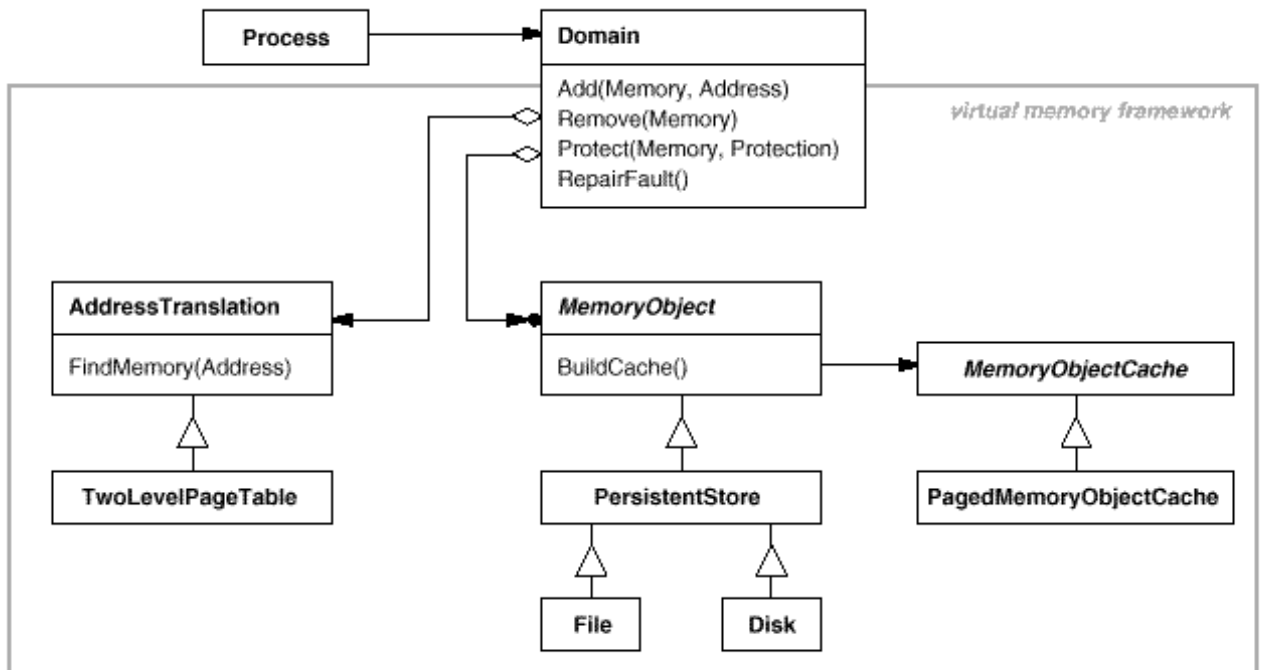 Process
Domain
Add(Memory, Address)
Remove(Memory)
Protect(Memory, Protection)
RepairFault()
virtual memory framework
AddressTranslation
FindMemory(Address)
MemoryObject
BuildCache()
MemoryObjectCache
TwoLevelPageTable
PersistentStore
PagedMemoryObjectCache
File
Disk